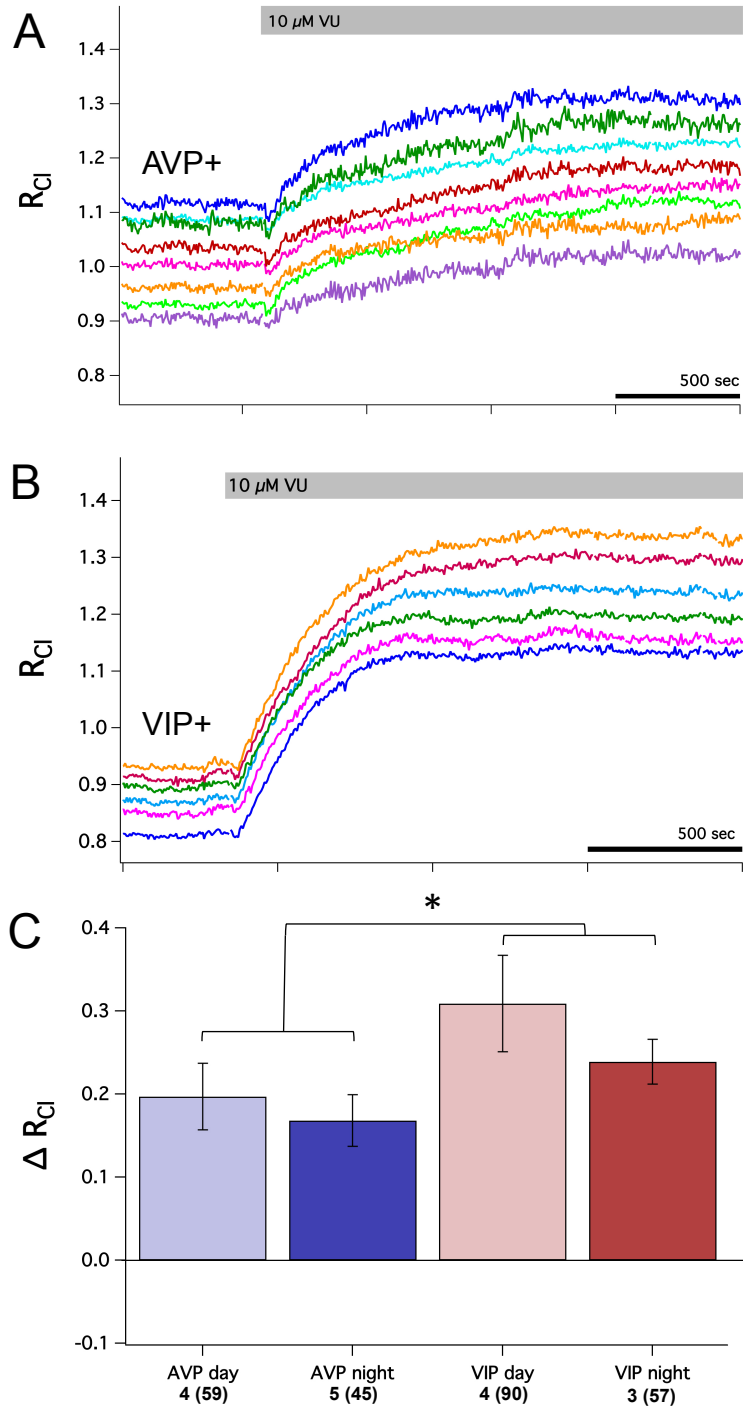 A
10 µM VU
1.4
1.3
1.2
1.1
1.0
0.9
0.8
R_Cl
AVP+
500 sec
B
10 µM VU
1.4
1.3
1.2
1.1
1.0
0.9
0.8
R_Cl
VIP+
500 sec
C
*
0.4
0.3
0.2
0.1
0.0
-0.1
Δ R_Cl
AVP day AVP night VIP day VIP night
4 (59) 5 (45) 4 (90) 3 (57)